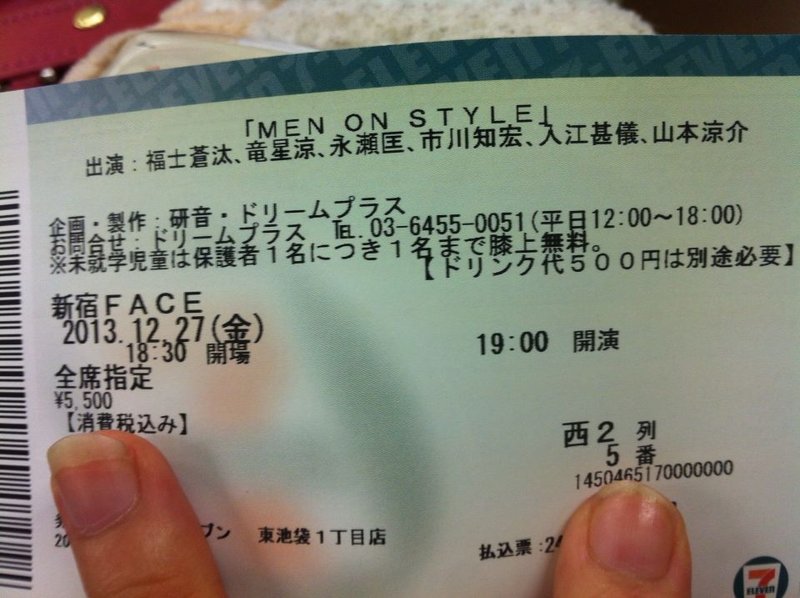 「MEN ON STYLE」
出演：福士蒼汰、竜星涼、永瀬匡、市川知宏、入江甚儀、山本涼介
企画・製作：研音・ドリームプラス
お問合せ：ドリームプラス ℡.03-6455-0051(平日12:00～18:00)
※未就学児童は保護者1名につき1名まで膝上無料。
【ドリンク代500円は別途必要】
新宿FACE
2013.12.27(金)
18:30 開場
19:00 開演
全席指定
¥5,500
【消費税込み】
西2 列
5 番
1450465170000000
ブン 東池袋1丁目店
払込票:24
7
ELEVEN